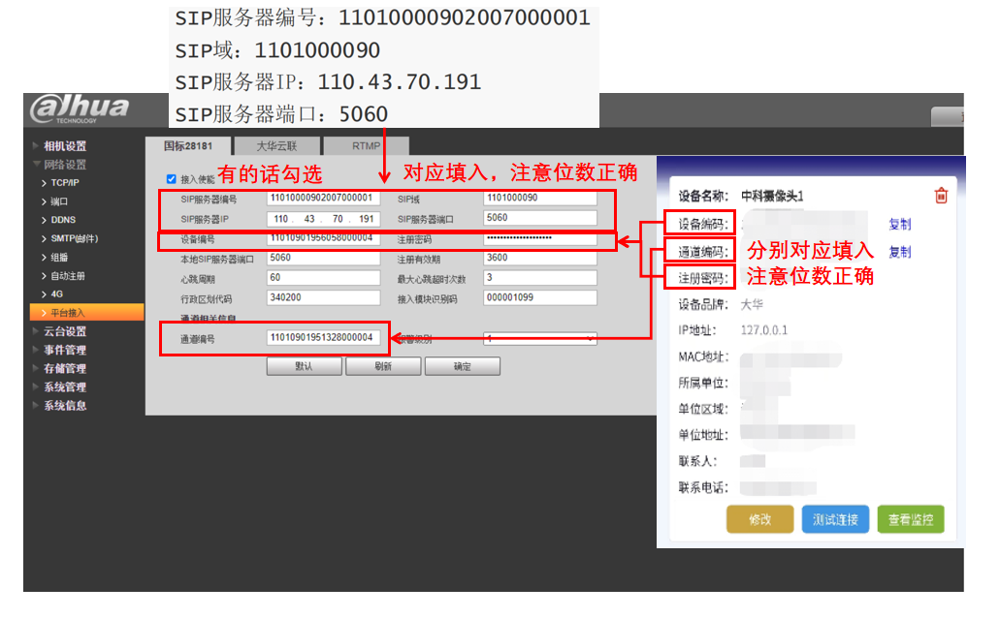 SIP服务器编号：11010000902007000001
SIP域：1101000090
SIP服务器IP：110.43.70.191
SIP服务器端口：5060
alhua
TECHNOLOGY
相机设置
网络设置
TCP/IP
端口
DDNS
SMTP(邮件)
组播
自动注册
4G
平台接入
云台设置
事件管理
存储管理
系统管理
系统信息
国标28181 大华云联 RTMP
接入使能 有的话勾选 对应填入，注意位数正确
SIP服务器编号 11010000902007000001 SIP域 1101000090
SIP服务器IP 110 . 43 . 70 . 191 SIP服务器端口 5060
设备编号 11010901956058000004 注册密码 ••••••••••••••••••••
本地SIP服务器端口 5060 注册有效期 3600
心跳周期 60 最大心跳超时次数 3
行政区划代码 340200 接入模块识别码 000001099
通道相关信息
通道编号 11010901951328000004 报警级别 1
默认 刷新 确定
设备名称： 中科摄像头1
设备编码： 复制
通道编码： 复制
分别对应填入
注意位数正确
注册密码：
设备品牌： 大华
IP地址： 127.0.0.1
MAC地址：
所属单位：
单位区域：
单位地址：
联系人：
联系电话：
修改 测试连接 查看监控